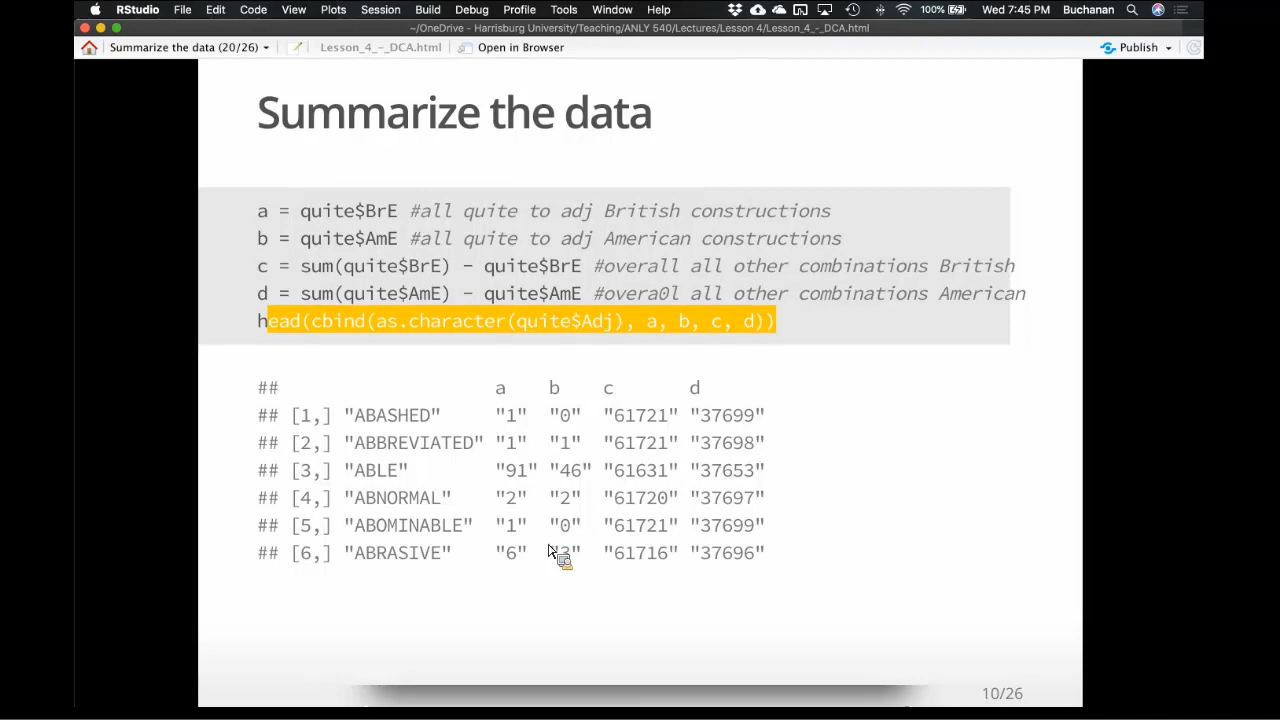 RStudio File Edit Code View Plots Session Build Debug Profile Tools Window Help 100% Wed 7:45 PM Buchanan
~/OneDrive - Harrisburg University/Teaching/ANLY 540/Lectures/Lesson 4/Lesson_4_-_DCA.html
Summarize the data (20/26) Lesson_4_-_DCA.html Open in Browser Publish
Summarize the data
a = quite$BrE #all quite to adj British constructions
b = quite$AmE #all quite to adj American constructions
c = sum(quite$BrE) - quite$BrE #overall all other combinations British
d = sum(quite$AmE) - quite$AmE #overa0l all other combinations American
head(cbind(as.character(quite$Adj), a, b, c, d))
## a b c d
## [1,] "ABASHED" "1" "0" "61721" "37699"
## [2,] "ABBREVIATED" "1" "1" "61721" "37698"
## [3,] "ABLE" "91" "46" "61631" "37653"
## [4,] "ABNORMAL" "2" "2" "61720" "37697"
## [5,] "ABOMINABLE" "1" "0" "61721" "37699"
## [6,] "ABRASIVE" "6" "3" "61716" "37696"
10/26